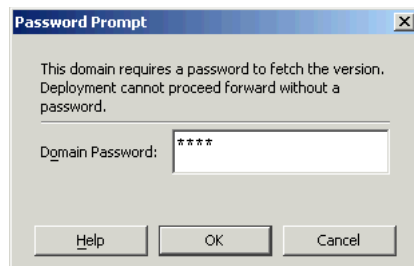 Password Prompt
This domain requires a password to fetch the version.
Deployment cannot proceed forward without a
password.
Domain Password: ****
Help OK Cancel